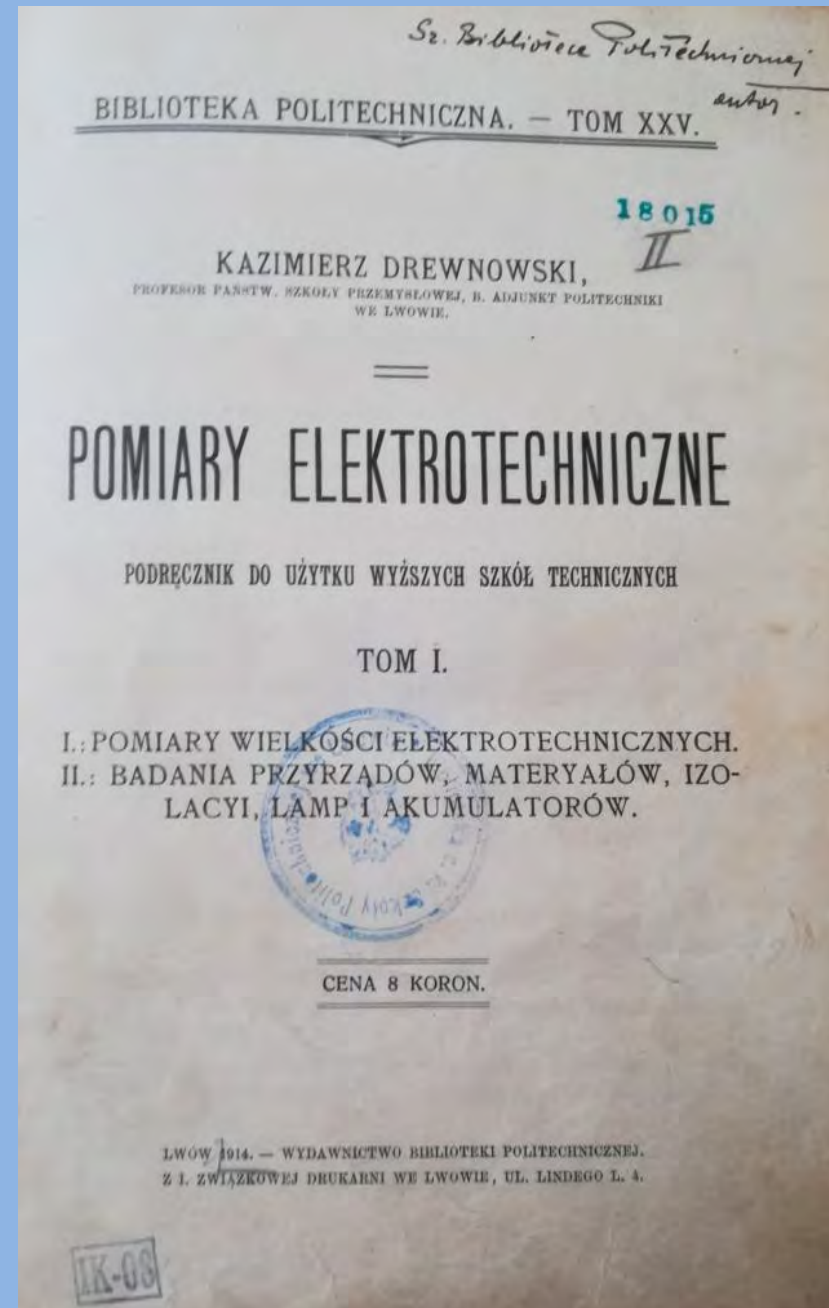 Sz. Bibliotece Politechnicznej
autor.
BIBLIOTEKA POLITECHNICZNA. — TOM XXV.
18015
II
KAZIMIERZ DREWNOWSKI,
PROFESOR PAŃSTW. SZKOŁY PRZEMYSŁOWEJ, B. ADJUNKT POLITECHNIKI
WE LWOWIE.
POMIARY ELEKTROTECHNICZNE
PODRĘCZNIK DO UŻYTKU WYŻSZYCH SZKÓŁ TECHNICZNYCH
TOM I.
I.: POMIARY WIELKOŚCI ELEKTROTECHNICZNYCH.
II.: BADANIA PRZYRZĄDÓW, MATERYAŁÓW, IZO-
LACYI, LAMP I AKUMULATORÓW.
CENA 8 KORON.
LWÓW 1914. — WYDAWNICTWO BIBLIOTEKI POLITECHNICZNEJ.
Z I. ZWIĄZKOWEJ DRUKARNI WE LWOWIE, UL. LINDEGO L. 4.